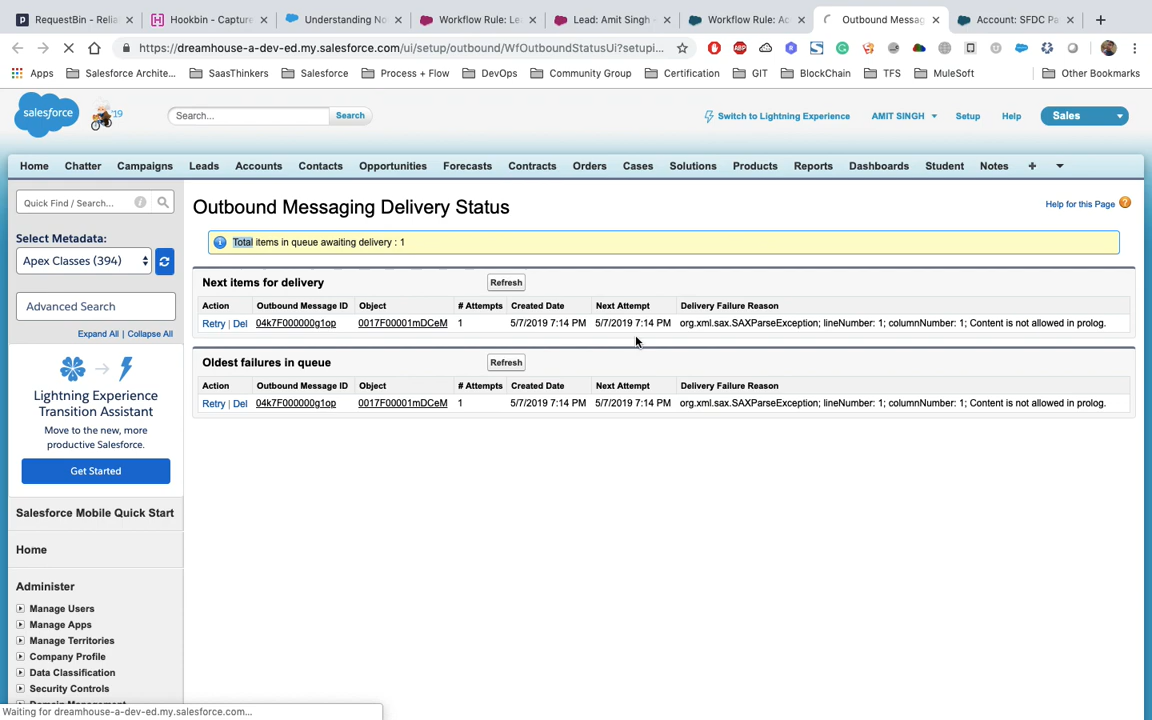 RequestBin - Relia
Hookbin - Capture
Understanding No
Workflow Rule: Le
Lead: Amit Singh -
Workflow Rule: Ac
Outbound Messag
Account: SFDC Pa
https://dreamhouse-a-dev-ed.my.salesforce.com/ui/setup/outbound/WfOutboundStatusUi?setupi...
Apps Salesforce Archite... SaasThinkers Salesforce Process + Flow DevOps Community Group Certification GIT BlockChain TFS MuleSoft Other Bookmarks
salesforce '19 Search... Search Switch to Lightning Experience AMIT SINGH Setup Help Sales
Home Chatter Campaigns Leads Accounts Contacts Opportunities Forecasts Contracts Orders Cases Solutions Products Reports Dashboards Student Notes +
Quick Find / Search...
Select Metadata:
Apex Classes (394)
Advanced Search
Expand All | Collapse All
Lightning Experience
Transition Assistant
Move to the new, more
productive Salesforce.
Get Started
Salesforce Mobile Quick Start
Home
Administer
Manage Users
Manage Apps
Manage Territories
Company Profile
Data Classification
Security Controls
Outbound Messaging Delivery Status
Help for this Page
Total items in queue awaiting delivery : 1
Next items for delivery Refresh
Action Outbound Message ID Object # Attempts Created Date Next Attempt Delivery Failure Reason
Retry | Del 04k7F000000g1op 0017F00001mDCeM 1 5/7/2019 7:14 PM 5/7/2019 7:14 PM org.xml.sax.SAXParseException; lineNumber: 1; columnNumber: 1; Content is not allowed in prolog.
Oldest failures in queue Refresh
Action Outbound Message ID Object # Attempts Created Date Next Attempt Delivery Failure Reason
Retry | Del 04k7F000000g1op 0017F00001mDCeM 1 5/7/2019 7:14 PM 5/7/2019 7:14 PM org.xml.sax.SAXParseException; lineNumber: 1; columnNumber: 1; Content is not allowed in prolog.
Waiting for dreamhouse-a-dev-ed.my.salesforce.com...